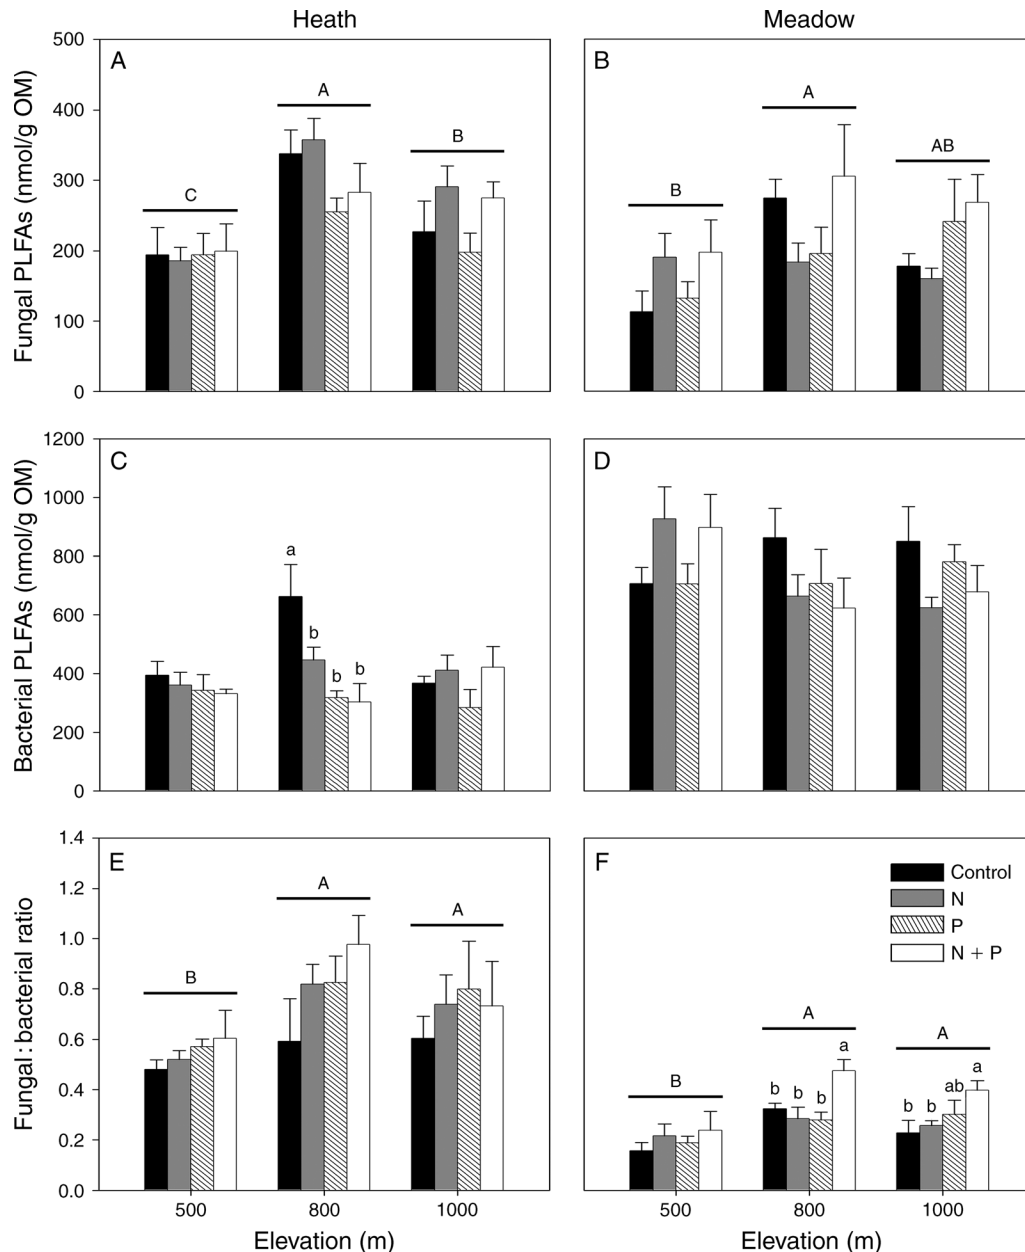 Heath
Meadow
Fungal PLFAs (nmol/g OM)
500
400
300
200
100
0
A
C
A
B
B
B
A
AB
Bacterial PLFAs (nmol/g OM)
1200
1000
800
600
400
200
0
C
a
b
b
b
D
Fungal : bacterial ratio
1.4
1.2
1.0
0.8
0.6
0.4
0.2
0.0
E
B
A
A
500
800
1000
Elevation (m)
F
Control
N
P
N + P
B
A
b
b
b
a
A
b
b
ab
a
500
800
1000
Elevation (m)